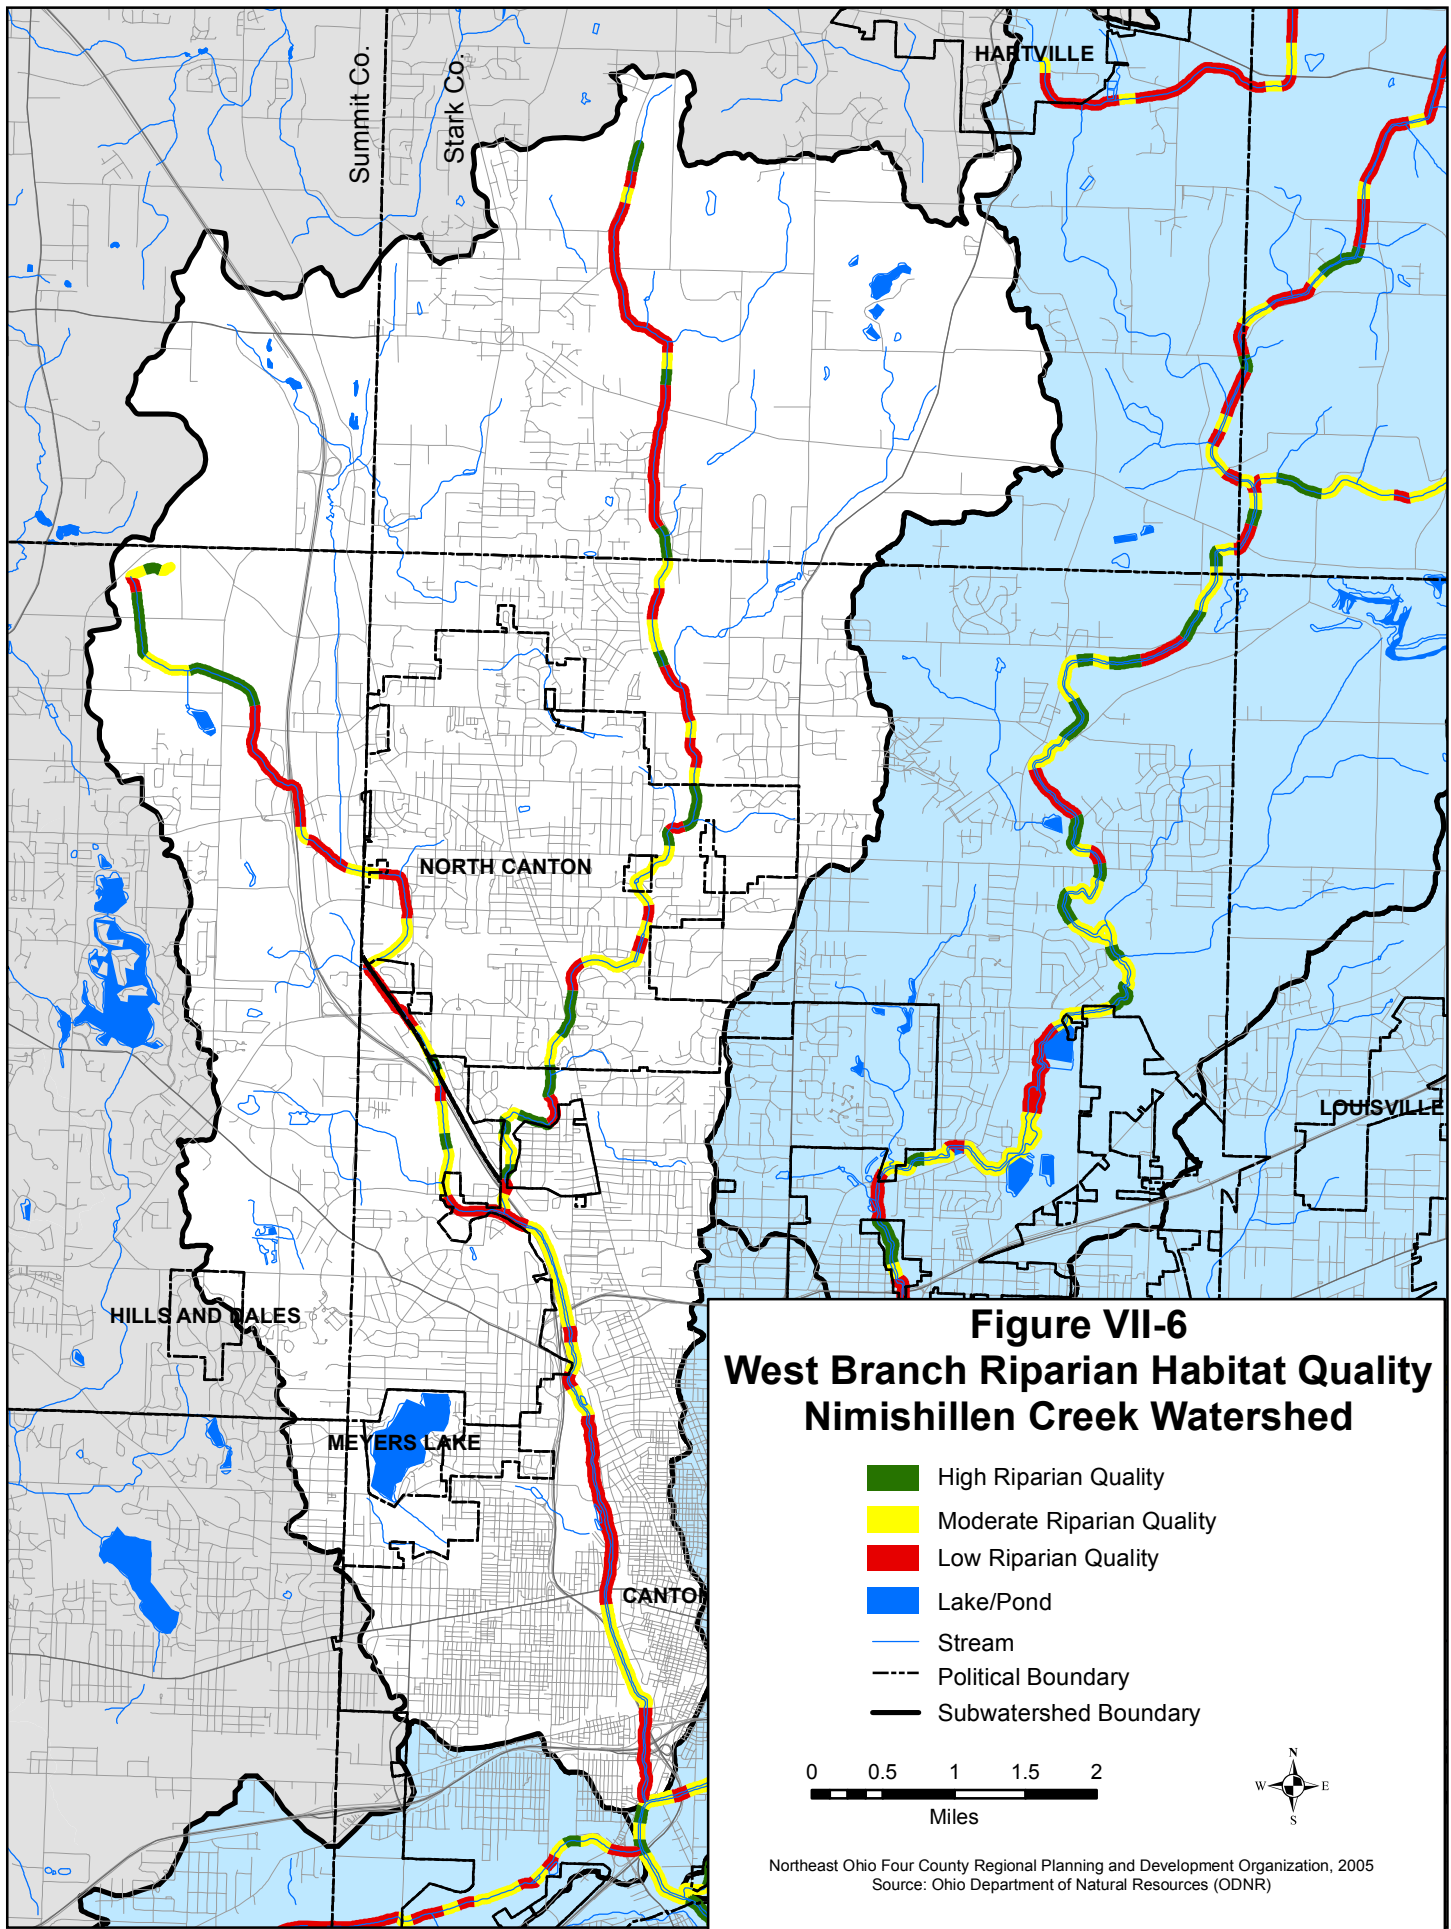 Summit Co.
Stark Co.
HARTVILLE
NORTH CANTON
LOUISVILLE
HILLS AND DALES
MEYERS LAKE
CANTO
Figure VII-6
West Branch Riparian Habitat Quality
Nimishillen Creek Watershed
High Riparian Quality
Moderate Riparian Quality
Low Riparian Quality
Lake/Pond
Stream
Political Boundary
Subwatershed Boundary
0 0.5 1 1.5 2
Miles
N
W E
S
Northeast Ohio Four County Regional Planning and Development Organization, 2005
Source: Ohio Department of Natural Resources (ODNR)